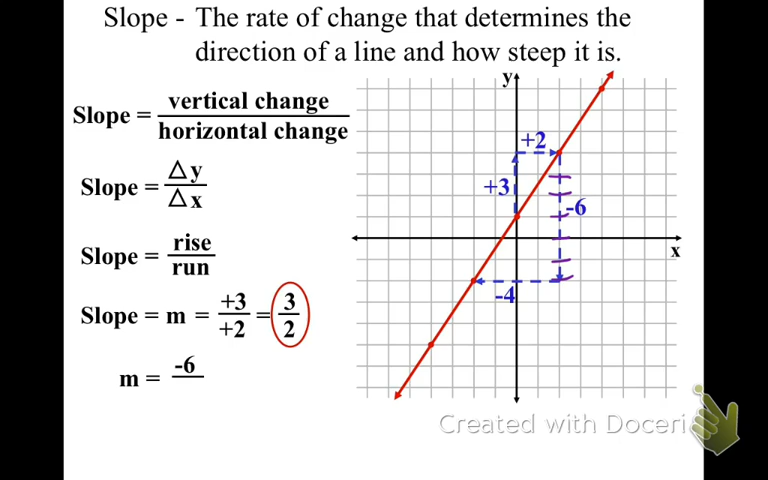 Slope - The rate of change that determines the
direction of a line and how steep it is.
Slope = vertical change
horizontal change
Slope = Δy
Δx
Slope = rise
run
Slope = m = +3 = 3
+2 2
m = -6
y
+2
+3
-6
x
-4
Created with Doceri